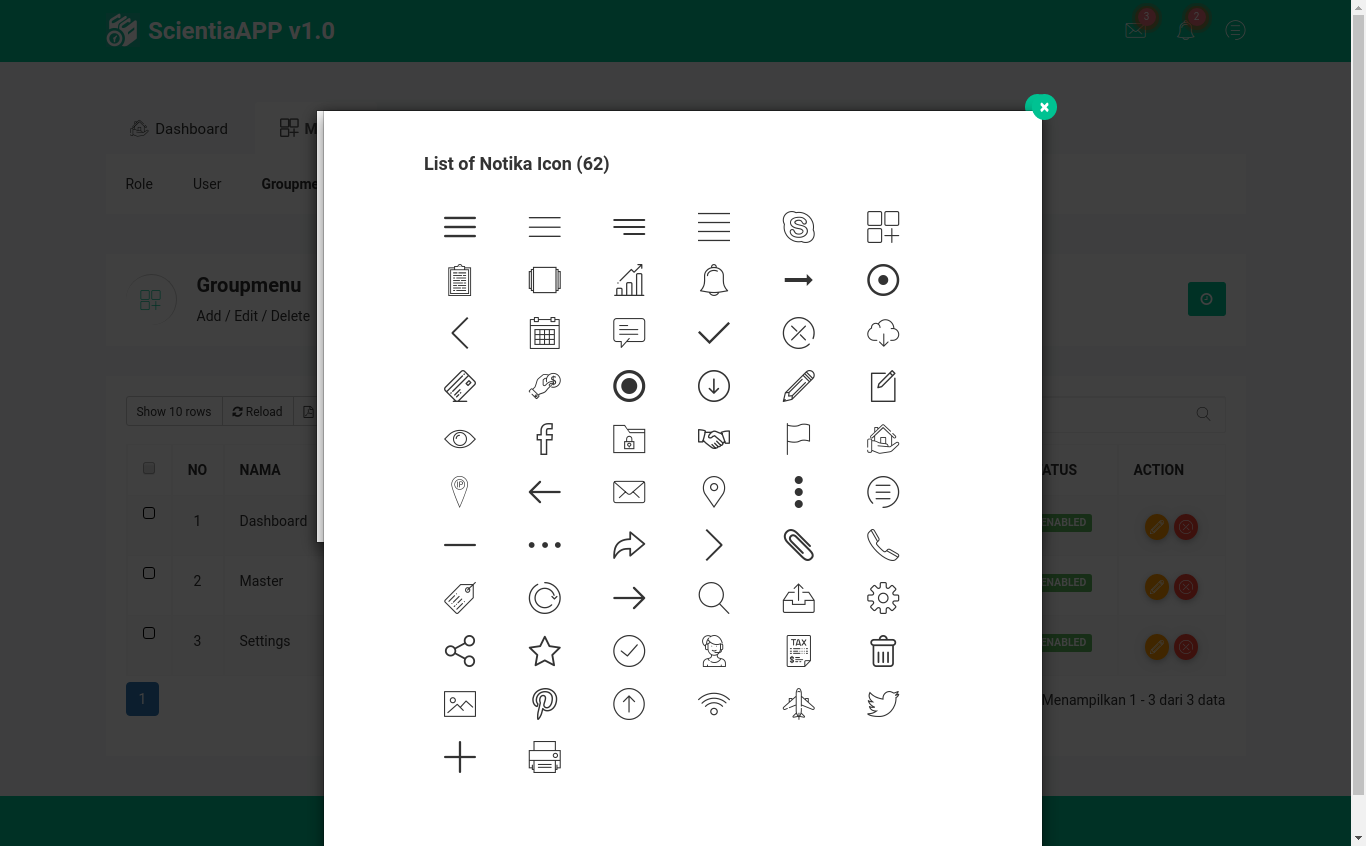 ScientiaAPP v1.0
3
2
Dashboard
M
Role
User
Groupme
List of Notika Icon (62)
Groupmenu
Add / Edit / Delete
Show 10 rows
Reload
NO
NAMA
ATUS
ACTION
1
Dashboard
ENABLED
2
Master
ENABLED
3
Settings
ENABLED
1
Menampilkan 1 - 3 dari 3 data
IP
TAX
$